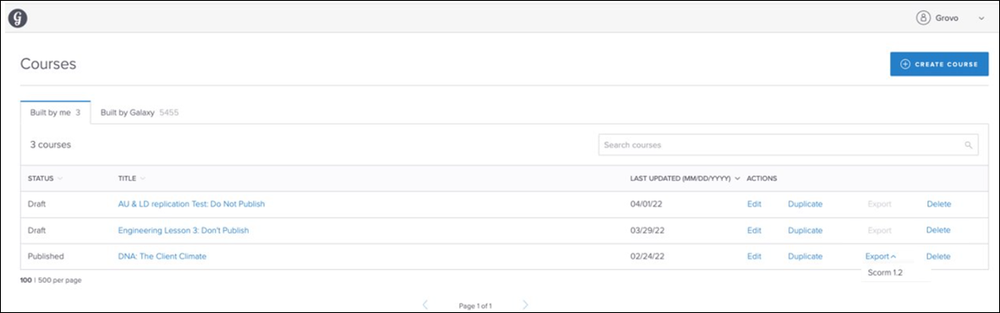 g Grovo
Courses
CREATE COURSE
Built by me 3 Built by Galaxy 5455
3 courses Search courses
STATUS TITLE LAST UPDATED (MM/DD/YYYY) ACTIONS
Draft AU & LD replication Test: Do Not Publish 04/01/22 Edit Duplicate Export Delete
Draft Engineering Lesson 3: Don't Publish 03/29/22 Edit Duplicate Export Delete
Published DNA: The Client Climate 02/24/22 Edit Duplicate Export Delete
Scorm 1.2
100 | 500 per page
Page 1 of 1